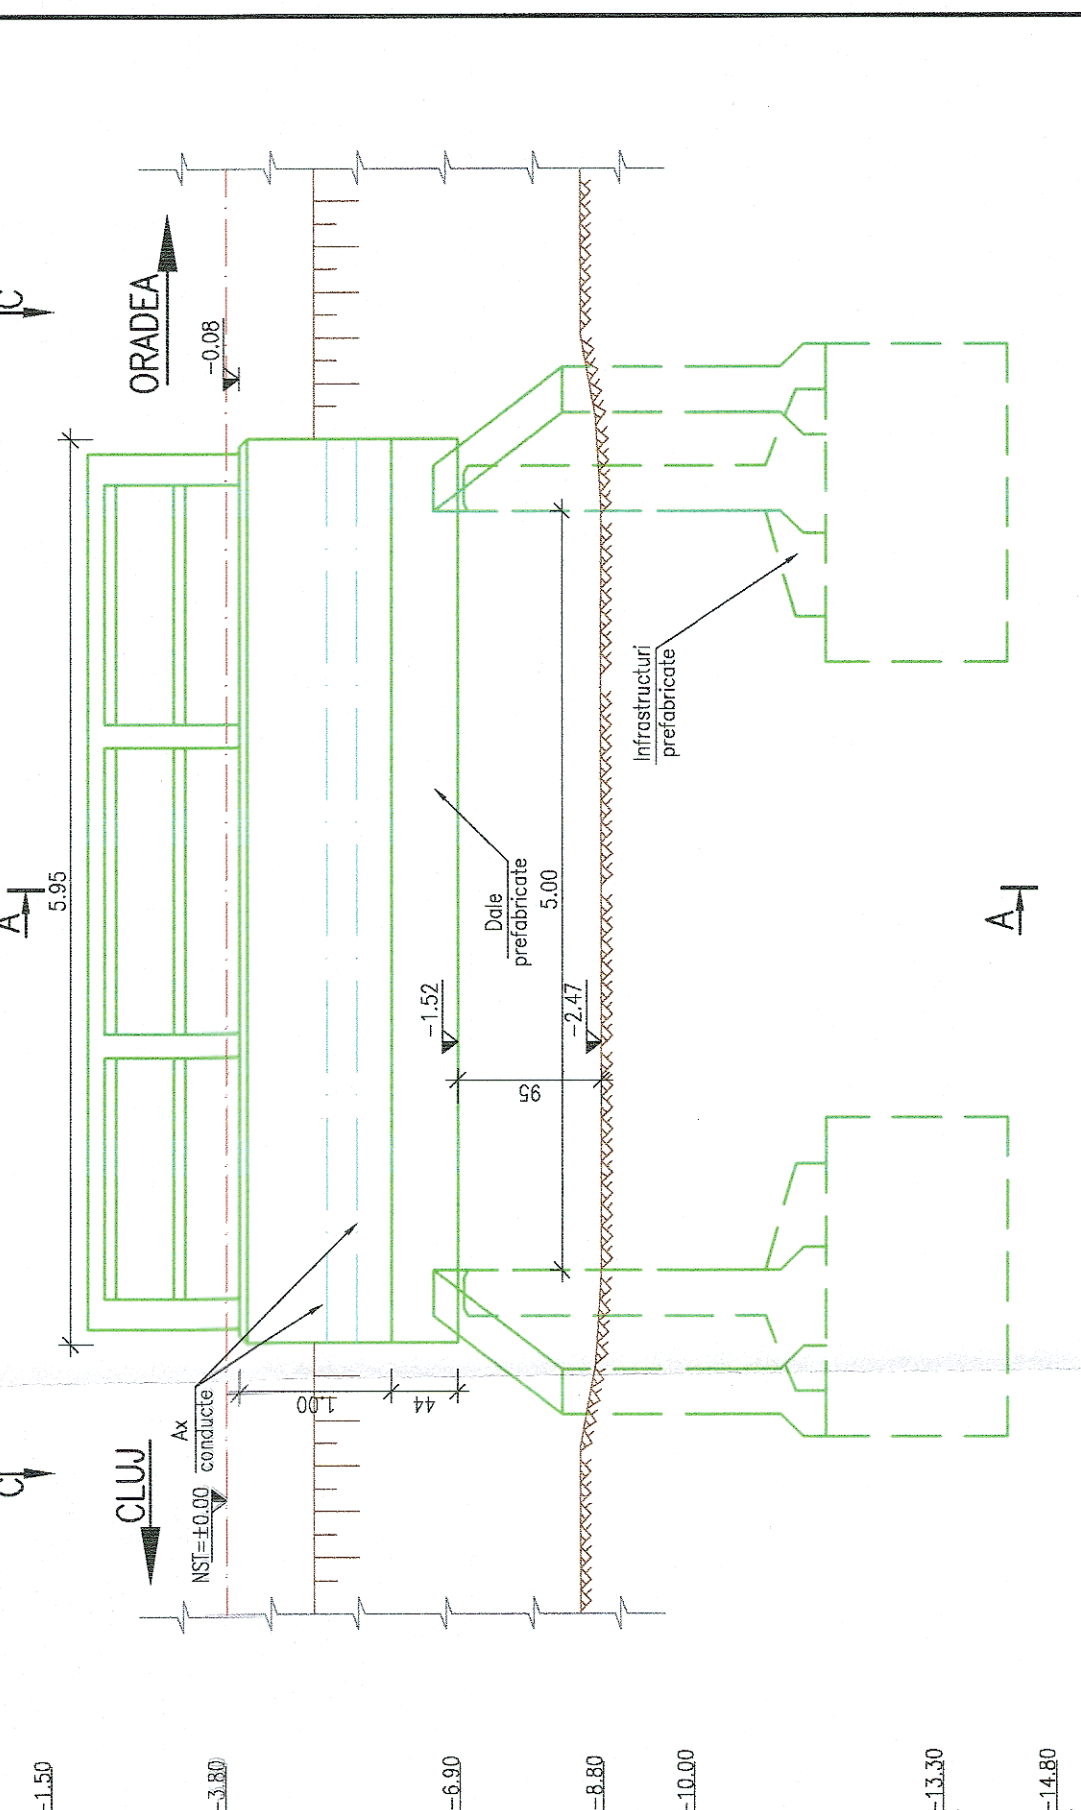 C
ORADEA
-0.08
5.95
A
Infrastructuri
prefabricate
Dale
prefabricate
5.00
-1.52
-2.47
95
A
Ax
conducte
1.00
44
C
CLUJ
NST=±0.00
-1.50
-3.80
-6.90
-8.80
-10.00
-13.30
-14.80